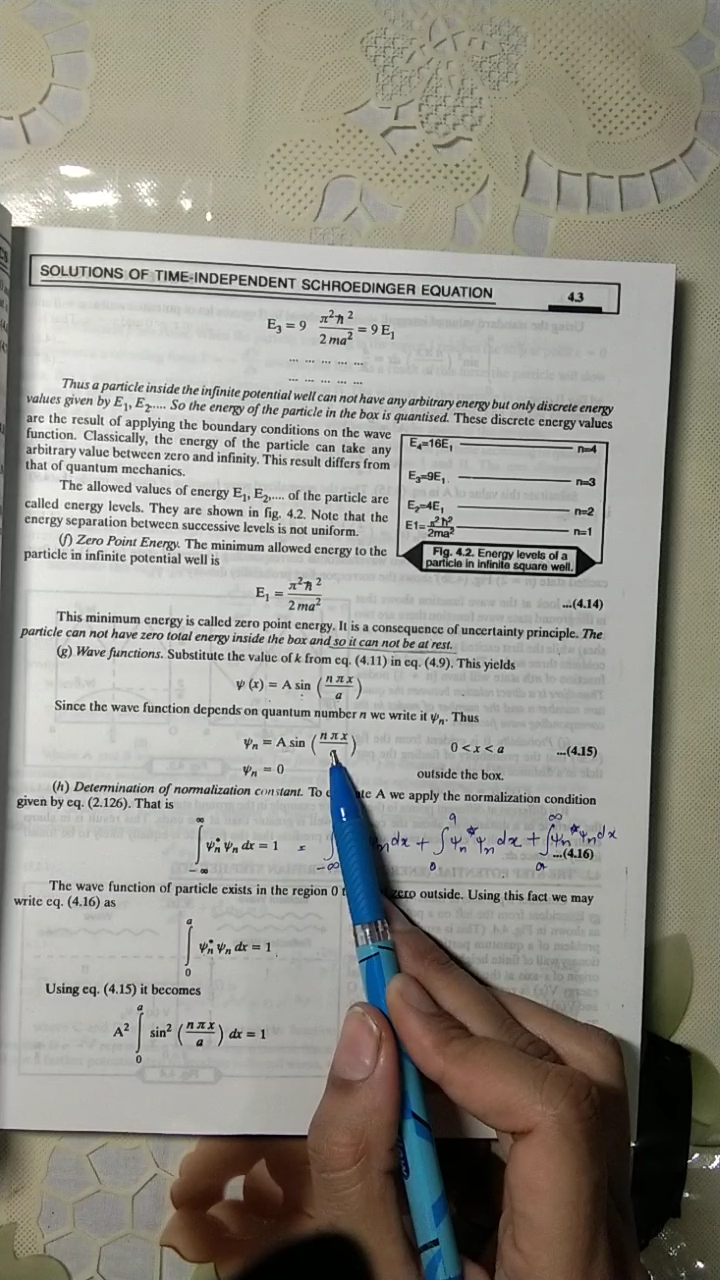 SOLUTIONS OF TIME-INDEPENDENT SCHROEDINGER EQUATION 4.3
E₃ = 9 π²ℏ² / 2 ma² = 9 E₁
... ... ... ... ...
... ... ... ... ...
Thus a particle inside the infinite potential well can not have any arbitrary energy but only discrete energy
values given by E₁, E₂,.... So the energy of the particle in the box is quantised. These discrete energy values
are the result of applying the boundary conditions on the wave
function. Classically, the energy of the particle can take any
arbitrary value between zero and infinity. This result differs from
that of quantum mechanics.
The allowed values of energy E₁, E₂,.... of the particle are
called energy levels. They are shown in fig. 4.2. Note that the
energy separation between successive levels is not uniform.
E₄=16E₁ n=4
E₃=9E₁ n=3
E₂=4E₁ n=2
E1= π²ℏ² / 2ma² n=1
Fig. 4.2. Energy levels of a
particle in infinite square well.
(f) Zero Point Energy. The minimum allowed energy to the
particle in infinite potential well is
E₁ = π²ℏ² / 2 ma² ...(4.14)
This minimum energy is called zero point energy. It is a consequence of uncertainty principle. The
particle can not have zero total energy inside the box and so it can not be at rest.
(g) Wave functions. Substitute the value of k from eq. (4.11) in eq. (4.9). This yields
ψ (x) = A sin (n π x / a)
Since the wave function depends on quantum number n we write it ψₙ. Thus
ψₙ = A sin (n π x 0 < x < a ...(4.15)
ψₙ = 0 outside the box.
(h) Determination of normalization constant. To ate A we apply the normalization condition
given by eq. (2.126). That is
∫_{-∞}^{∞} ψₙ* ψₙ dx = 1 = ∫_{-∞} ψₙ dx + ∫₀^a ψₙ* ψₙ dx + ∫_a^∞ ψₙ* ψₙ dx
...(4.16)
The wave function of particle exists in the region 0 zero outside. Using this fact we may
write eq. (4.16) as
∫₀^a ψₙ* ψₙ dx = 1
Using eq. (4.15) it becomes
A² ∫₀^a sin² (n π x / a) dx = 1